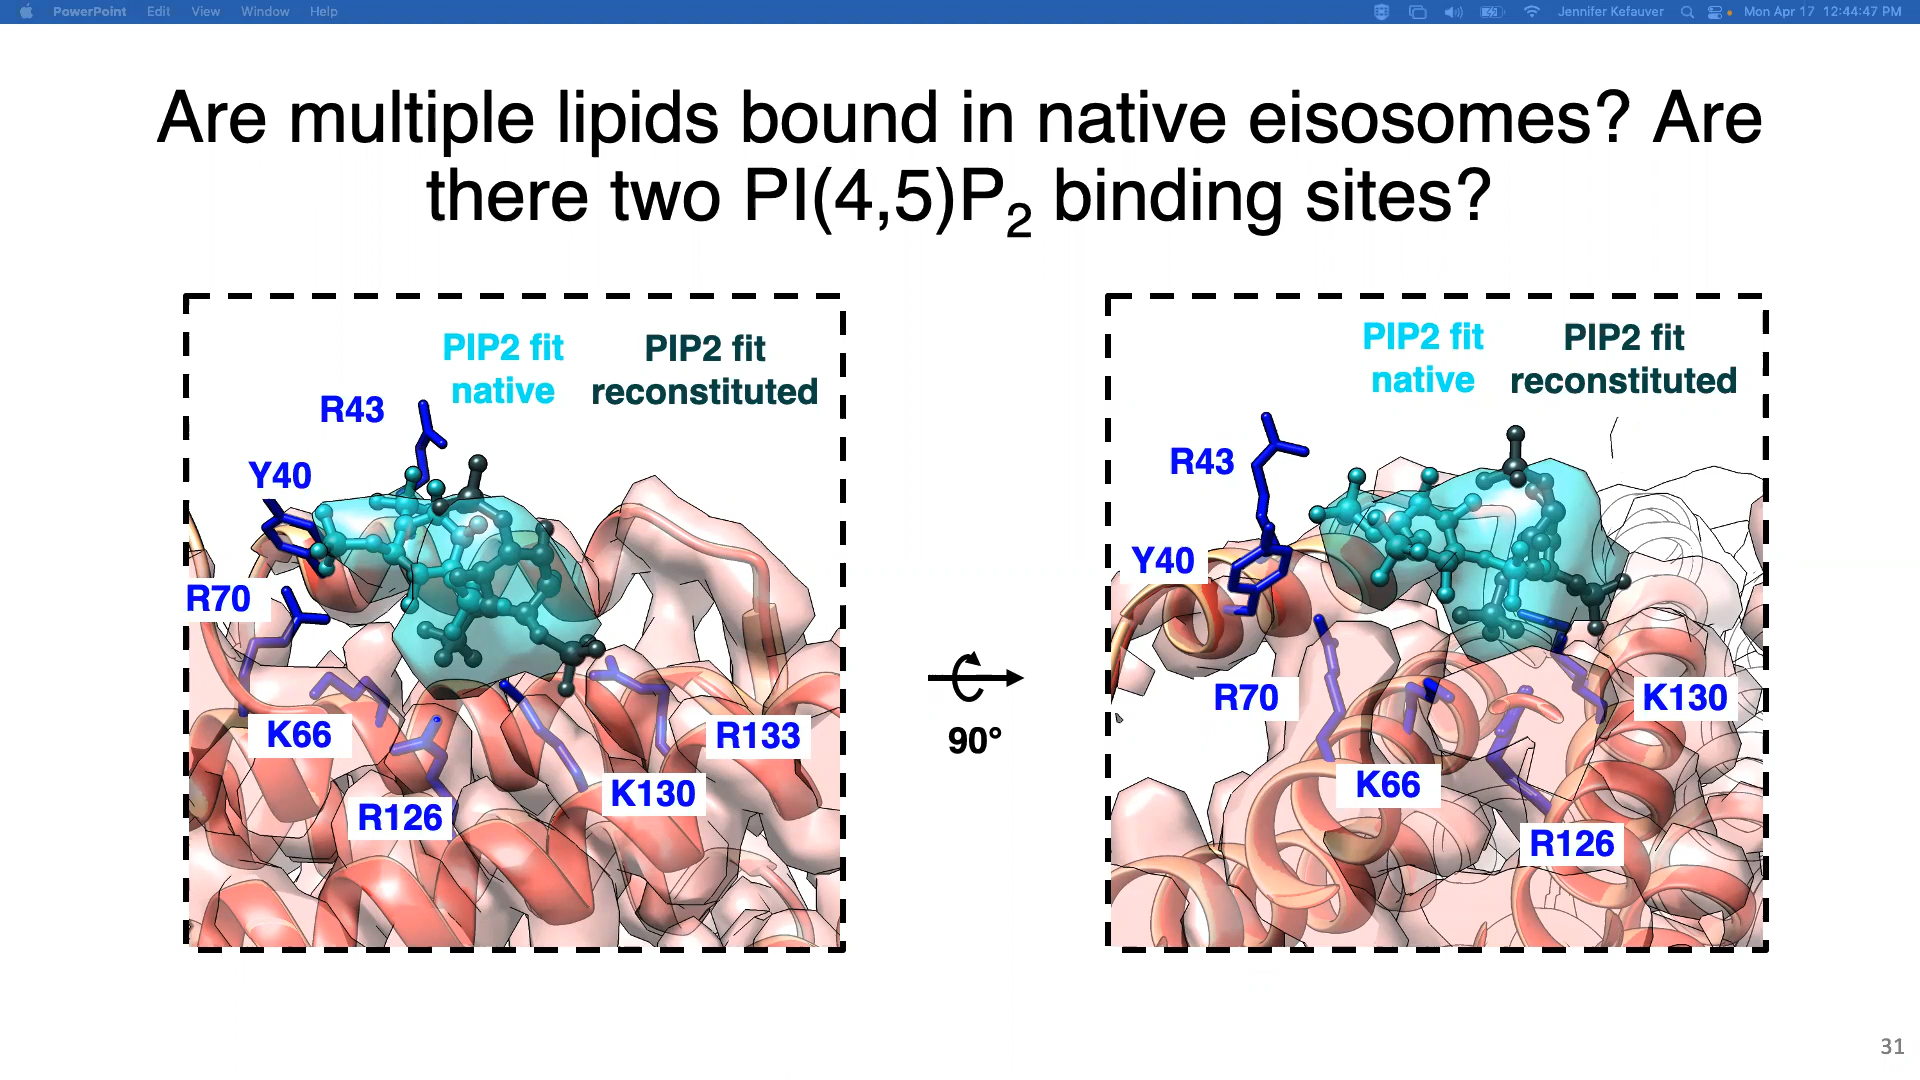 PowerPoint Edit View Window Help Jennifer Kefauver Mon Apr 17 12:44:47 PM
Are multiple lipids bound in native eisosomes? Are
there two PI(4,5)P₂ binding sites?
PIP2 fit
native
PIP2 fit
reconstituted
R43
Y40
R70
K66
R126
K130
R133
90°
PIP2 fit
native
PIP2 fit
reconstituted
R43
Y40
R70
K66
K130
R126
31